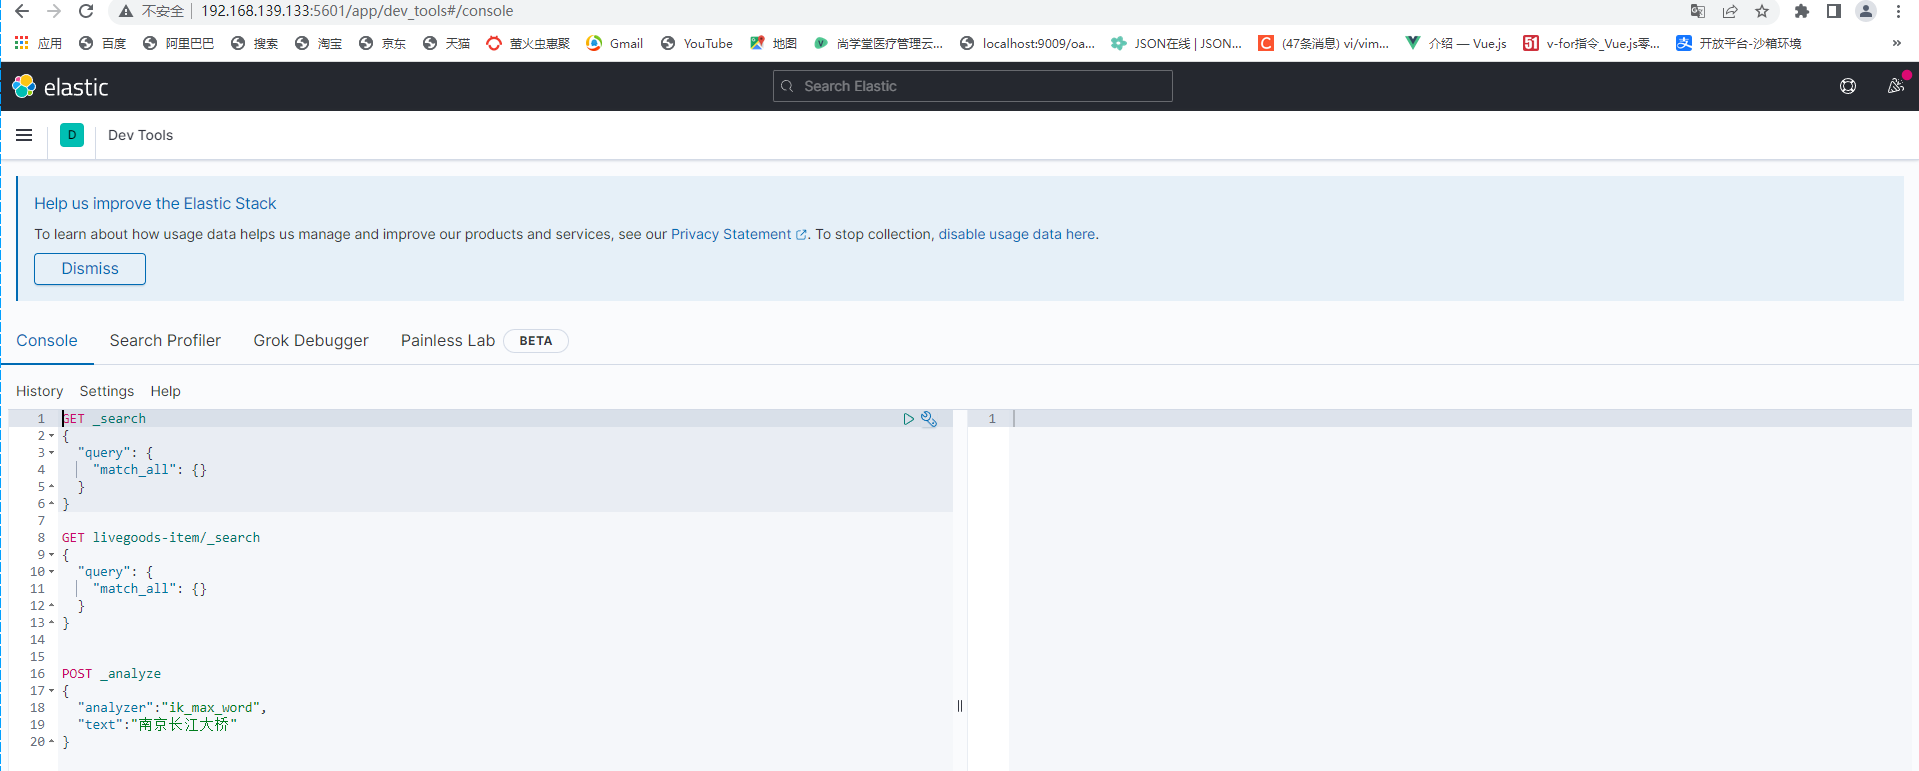 不安全 192.168.139.133:5601/app/dev_tools#/console
应用 百度 阿里巴巴 搜索 淘宝 京东 天猫 萤火虫惠聚 Gmail YouTube 地图 尚学堂医疗管理云... localhost:9009/oa... JSON在线 | JSON... (47条消息) vi/vim... 介绍 — Vue.js v-for指令_Vue.js零... 开放平台-沙箱环境 »
elastic Search Elastic
D Dev Tools
Help us improve the Elastic Stack
To learn about how usage data helps us manage and improve our products and services, see our Privacy Statement. To stop collection, disable usage data here.
Dismiss
Console Search Profiler Grok Debugger Painless Lab BETA
History Settings Help
1 GET _search 1
2 {
3 "query": {
4 "match_all": {}
5 }
6 }
7
8 GET livegoods-item/_search
9 {
10 "query": {
11 "match_all": {}
12 }
13 }
14
15
16 POST _analyze
17 {
18 "analyzer":"ik_max_word",
19 "text":"南京长江大桥"
20 }